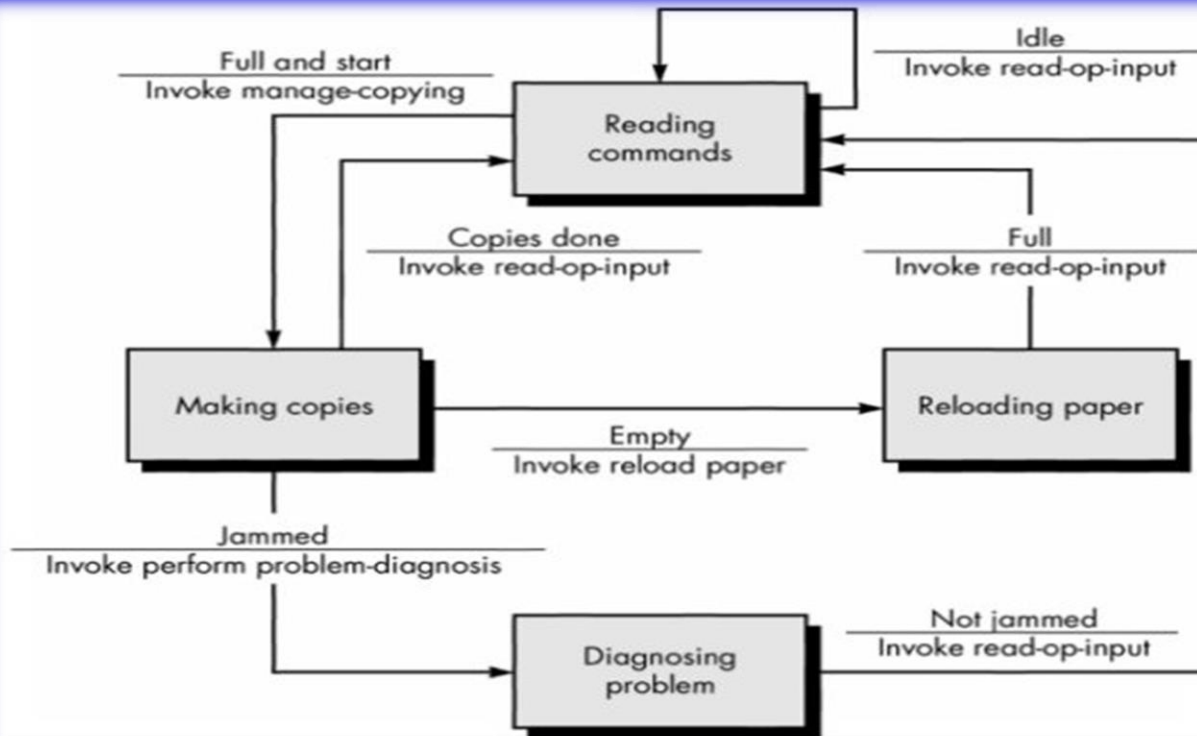 Idle
Invoke read-op-input
Full and start
Invoke manage-copying
Reading
commands
Copies done
Invoke read-op-input
Full
Invoke read-op-input
Making copies
Reloading paper
Empty
Invoke reload paper
Jammed
Invoke perform problem-diagnosis
Not jammed
Invoke read-op-input
Diagnosing
problem